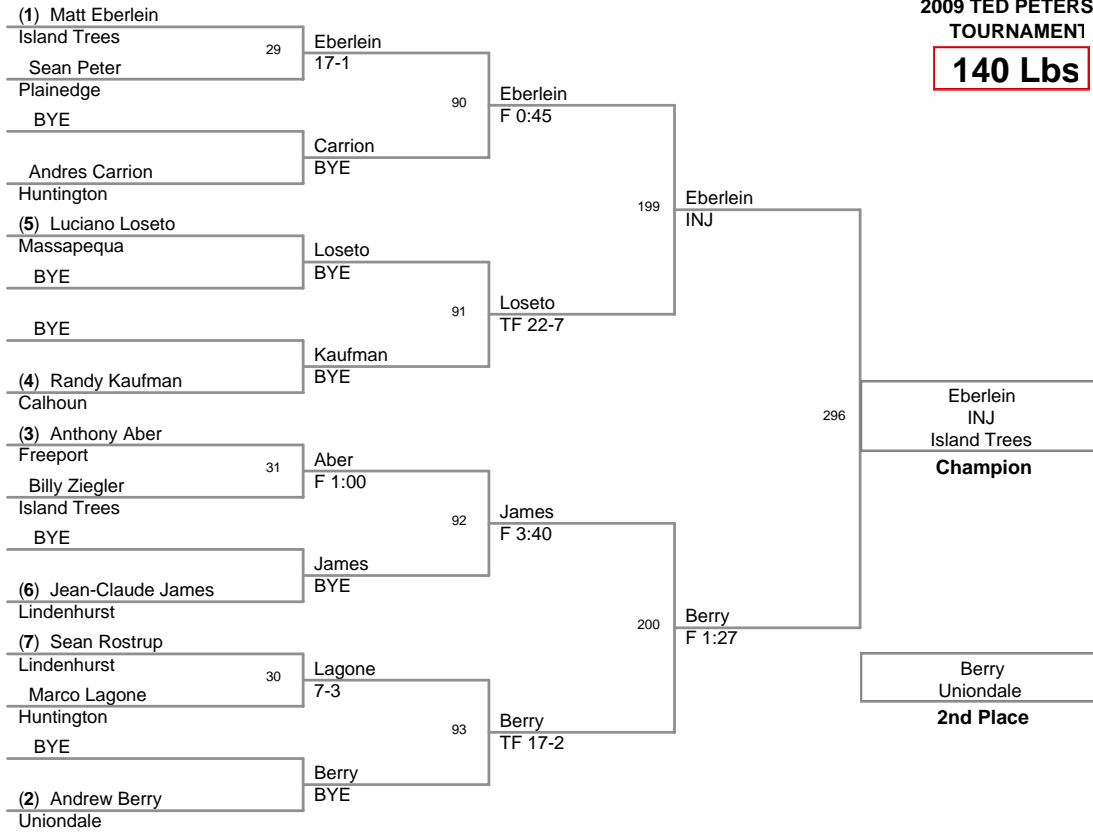 2009 TED PETERS
TOURNAMENT
140 Lbs
(1) Matt Eberlein
Island Trees
29
Sean Peter
Plainedge
Eberlein
17-1
BYE
Andres Carrion
Huntington
Carrion
BYE
90
Eberlein
F 0:45
(5) Luciano Loseto
Massapequa
BYE
Loseto
BYE
BYE
(4) Randy Kaufman
Calhoun
Kaufman
BYE
91
Loseto
TF 22-7
199
Eberlein
INJ
(3) Anthony Aber
Freeport
31
Billy Ziegler
Island Trees
Aber
F 1:00
BYE
(6) Jean-Claude James
Lindenhurst
James
BYE
92
James
F 3:40
(7) Sean Rostrup
Lindenhurst
30
Marco Lagone
Huntington
Lagone
7-3
BYE
(2) Andrew Berry
Uniondale
Berry
BYE
93
Berry
TF 17-2
200
Berry
F 1:27
296
Eberlein
INJ
Island Trees
Champion
Berry
Uniondale
2nd Place